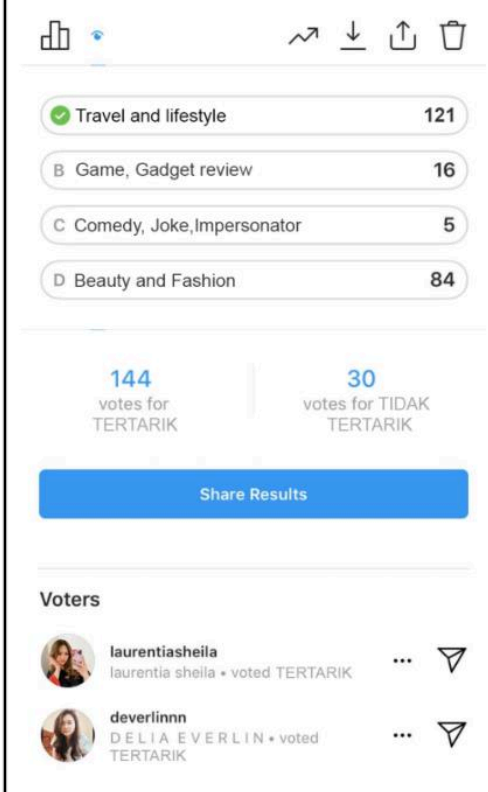 Travel and lifestyle 121
B Game, Gadget review 16
C Comedy, Joke,Impersonator 5
D Beauty and Fashion 84
144
votes for
TERTARIK
30
votes for TIDAK
TERTARIK
Share Results
Voters
laurentiasheila
laurentia sheila • voted TERTARIK
deverlinnn
D E L I A E V E R L I N • voted
TERTARIK